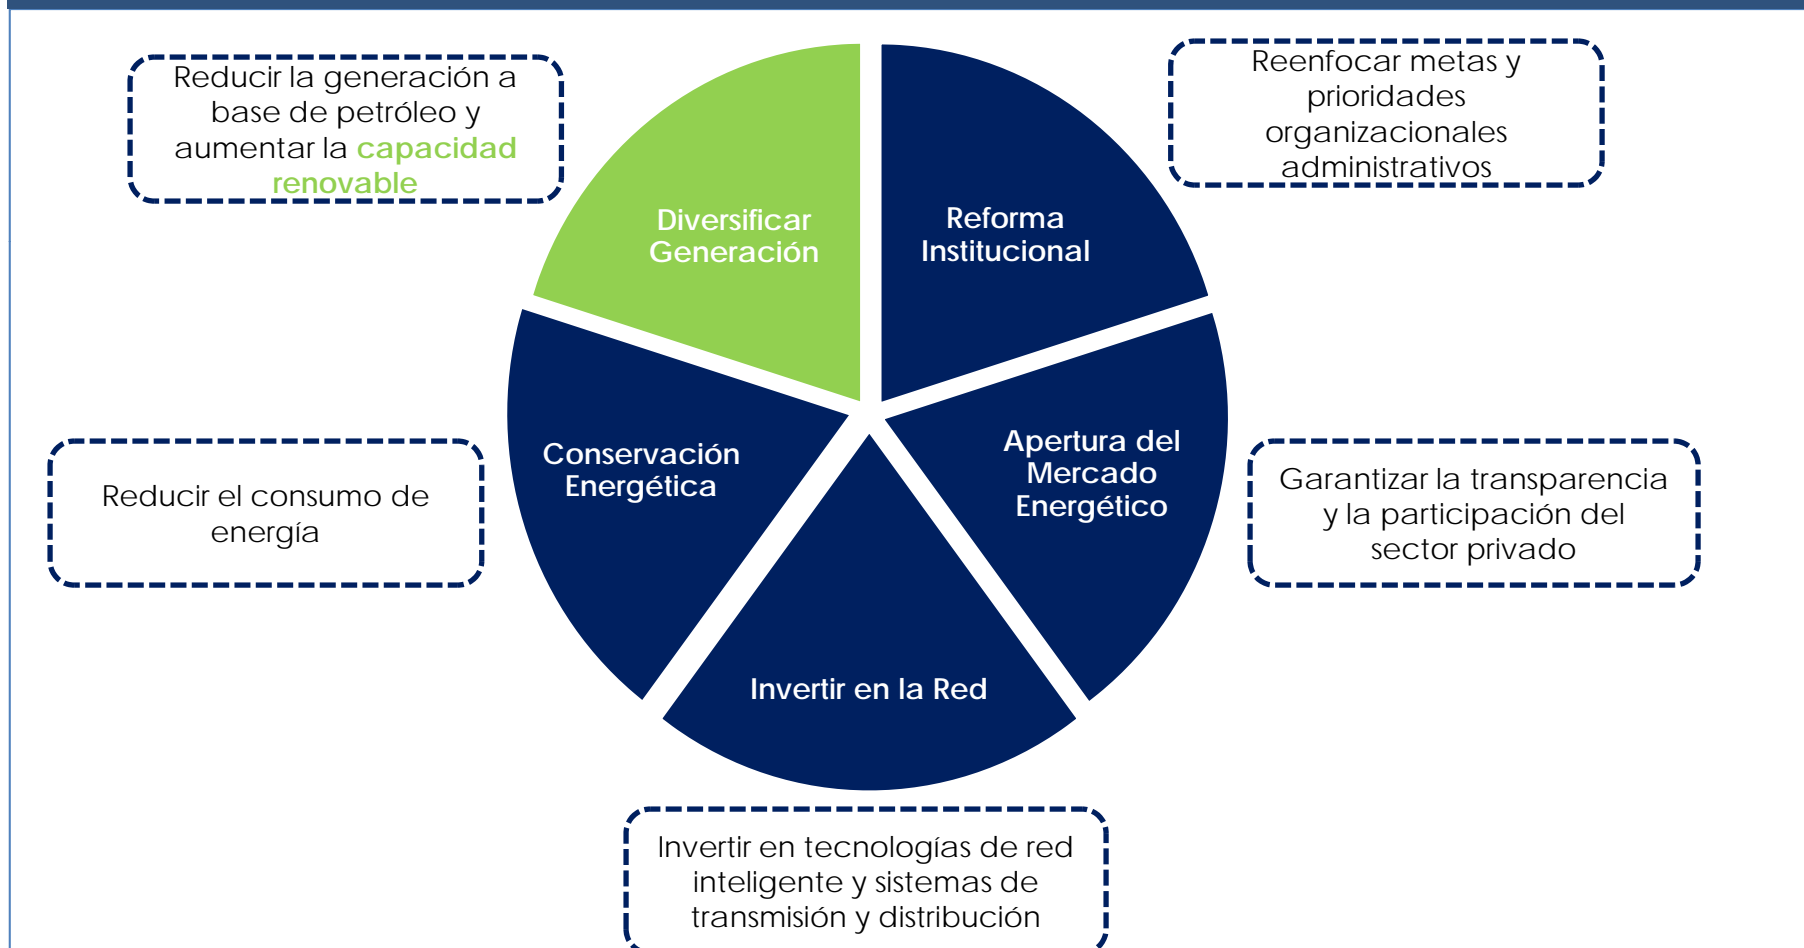 Reducir la generación a
base de petróleo y
aumentar la capacidad
renovable
Reenfocar metas y
prioridades
organizacionales
administrativos
Diversificar
Generación
Reforma
Institucional
Conservación
Energética
Apertura del
Mercado
Energético
Reducir el consumo de
energía
Garantizar la transparencia
y la participación del
sector privado
Invertir en la Red
Invertir en tecnologías de red
inteligente y sistemas de
transmisión y distribución